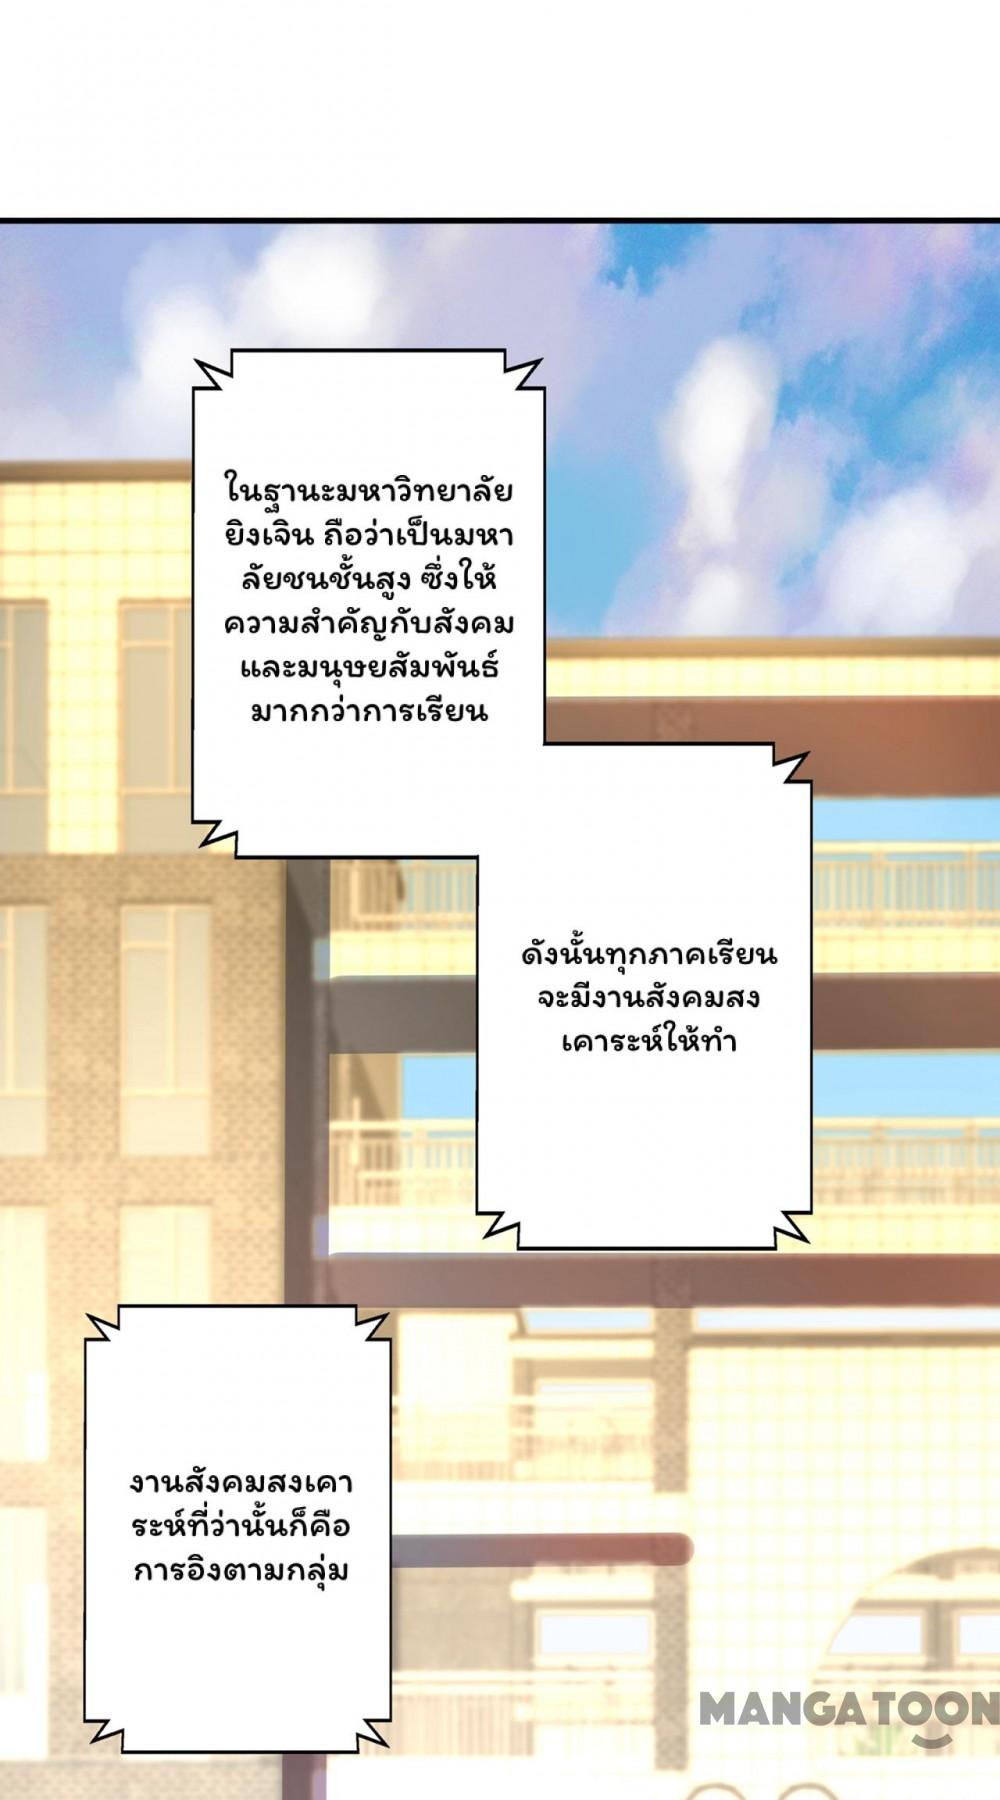 ในฐานะมหาวิทยาลัย
ยิงเจิน ถือว่าเป็นมหา
ลัยชนชั้นสูง ซึ่งให้
ความสำคัญกับสังคม
และมนุษยสัมพันธ์
มากกว่าการเรียน
ดังนั้นทุกภาคเรียน
จะมีงานสังคมสง
เคาระห์ให้ทำ
งานสังคมสงเคา
ระห์ที่ว่านั้นก็คือ
การอิงตามกลุ่ม
MANGATOON